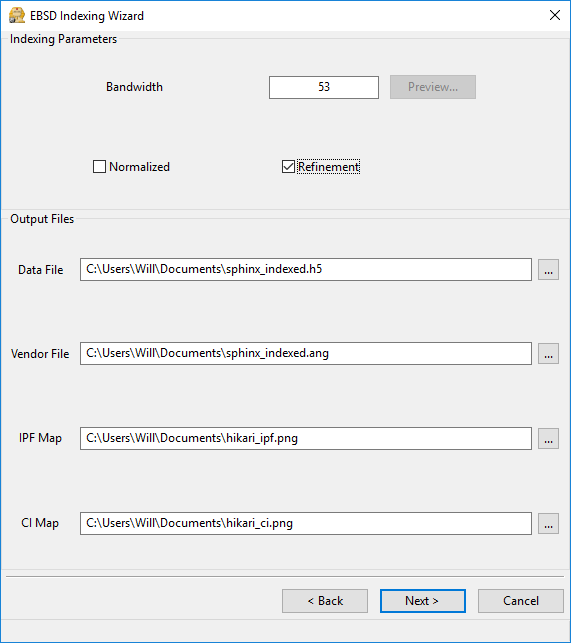 EBSD Indexing Wizard
Indexing Parameters
Bandwidth 53 Preview...
Normalized Refinement
Output Files
Data File C:\Users\Will\Documents\sphinx_indexed.h5 ...
Vendor File C:\Users\Will\Documents\sphinx_indexed.ang ...
IPF Map C:\Users\Will\Documents\hikari_ipf.png ...
CI Map C:\Users\Will\Documents\hikari_ci.png ...
< Back Next > Cancel